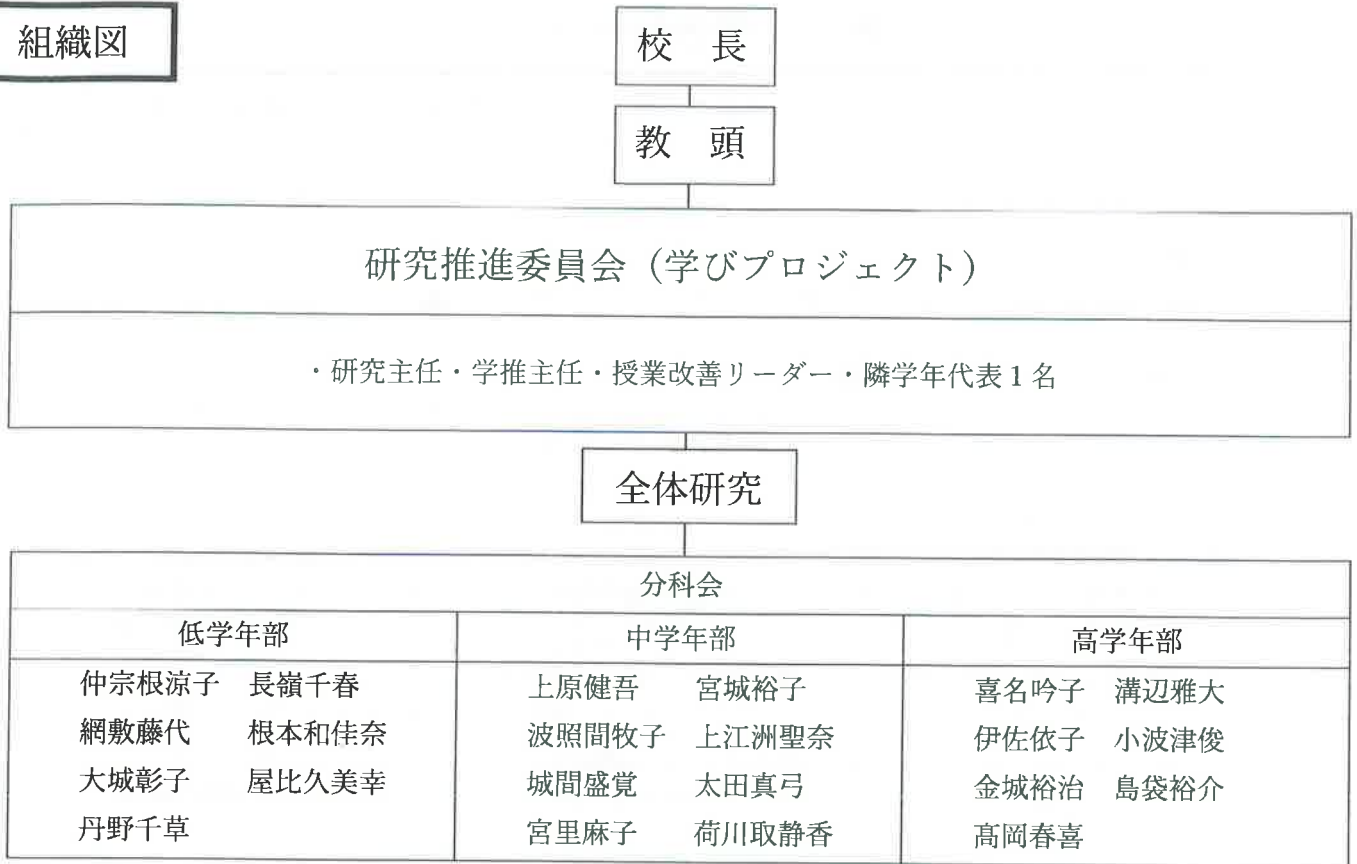 組織図
校　長
教　頭
研究推進委員会（学びプロジェクト）
・研究主任・学推主任・授業改善リーダー・隣学年代表１名
全体研究
分科会
低学年部
仲宗根涼子　長嶺千春
網敷藤代　根本和佳奈
大城彰子　屋比久美幸
丹野千草
中学年部
上原健吾　宮城裕子
波照間牧子　上江洲聖奈
城間盛覚　太田真弓
宮里麻子　荷川取静香
高学年部
喜名吟子　溝辺雅大
伊佐依子　小波津俊
金城裕治　島袋裕介
髙岡春喜